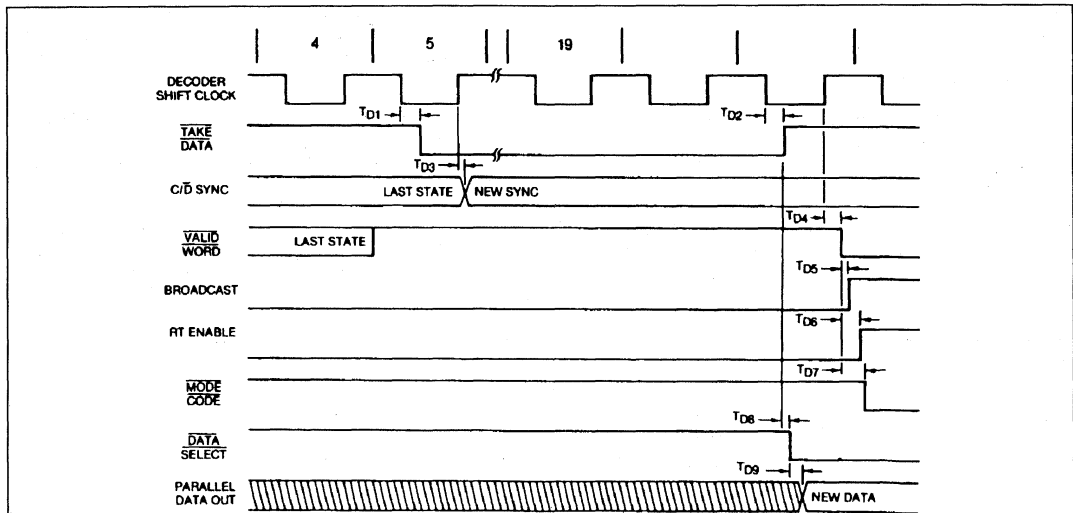 4 5 19
DECODER
SHIFT CLOCK
TD1 TD2
TAKE
DATA
TD3
C/D SYNC LAST STATE NEW SYNC
TD4
VALID
WORD LAST STATE
TD5
BROADCAST
TD6
RT ENABLE
TD7
MODE
CODE
TD8
DATA
SELECT
TD9
PARALLEL
DATA OUT NEW DATA